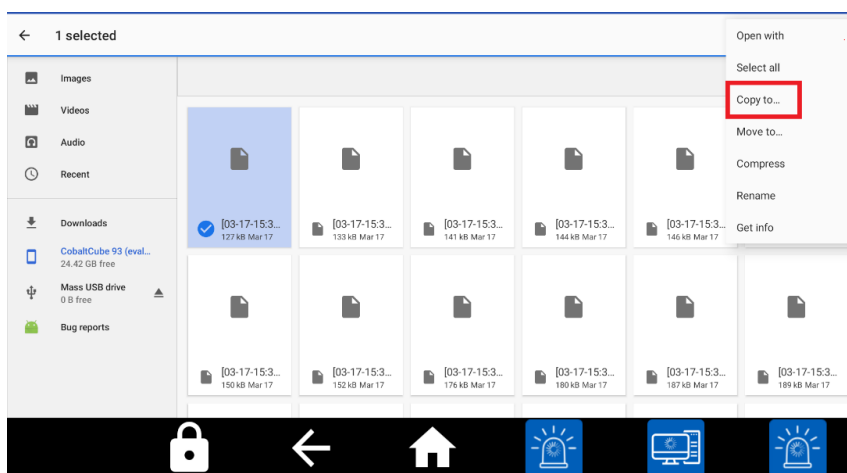 1 selected
Open with
Select all
Copy to...
Move to...
Compress
Rename
Get info
Images
Videos
Audio
Recent
Downloads
CobaltCube 93 (eval...
24.42 GB free
Mass USB drive
0 B free
Bug reports
[03-17-15:3...
127 kB Mar 17
[03-17-15:3...
133 kB Mar 17
[03-17-15:3...
141 kB Mar 17
[03-17-15:3...
144 kB Mar 17
[03-17-15:3...
146 kB Mar 17
[03-17-15:3...
150 kB Mar 17
[03-17-15:3...
152 kB Mar 17
[03-17-15:3...
176 kB Mar 17
[03-17-15:3...
180 kB Mar 17
[03-17-15:3...
187 kB Mar 17
[03-17-15:3...
189 kB Mar 17